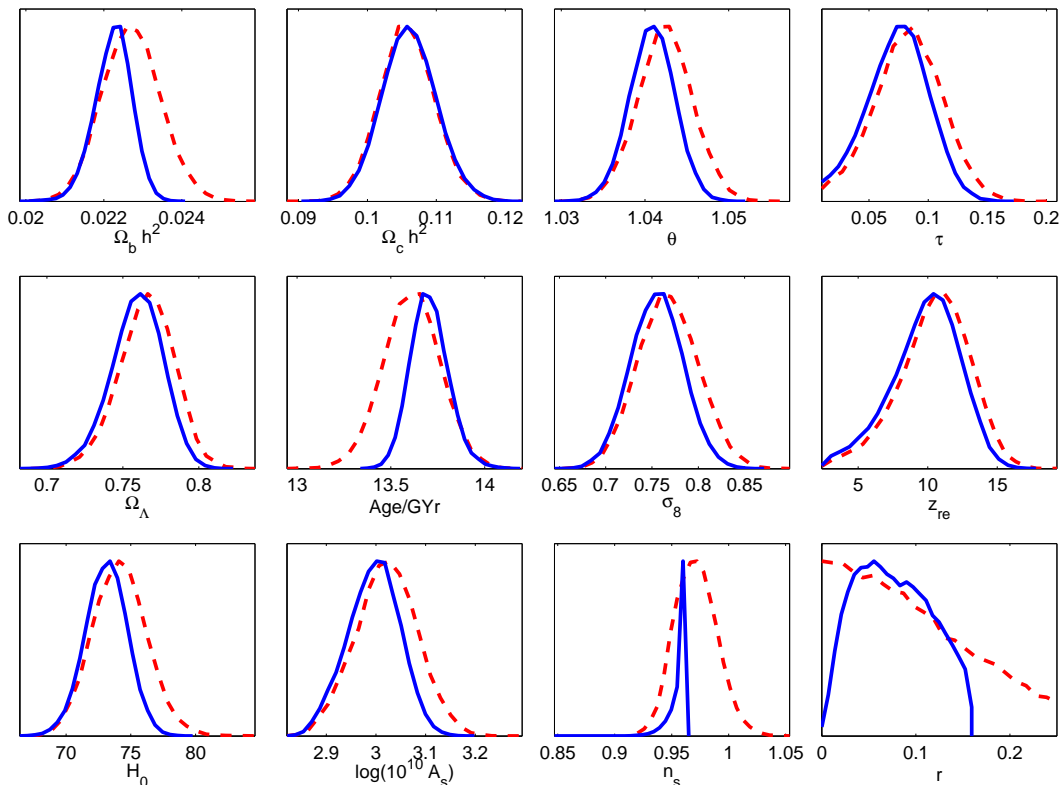 0.02 0.022 0.024
Ω_b h²
0.09 0.1 0.11 0.12
Ω_c h²
1.03 1.04 1.05
θ
0.05 0.1 0.15 0.2
τ
0.7 0.75 0.8
Ω_Λ
13 13.5 14
Age/GYr
0.7 0.75 0.8 0.85
σ_8
5 10 15
z_re
70 75 80
H_0
2.9 3 3.1 3.2
log(10^10 A_s)
0.85 0.9 0.95 1 1.05
n_s
0 0.1 0.2
r